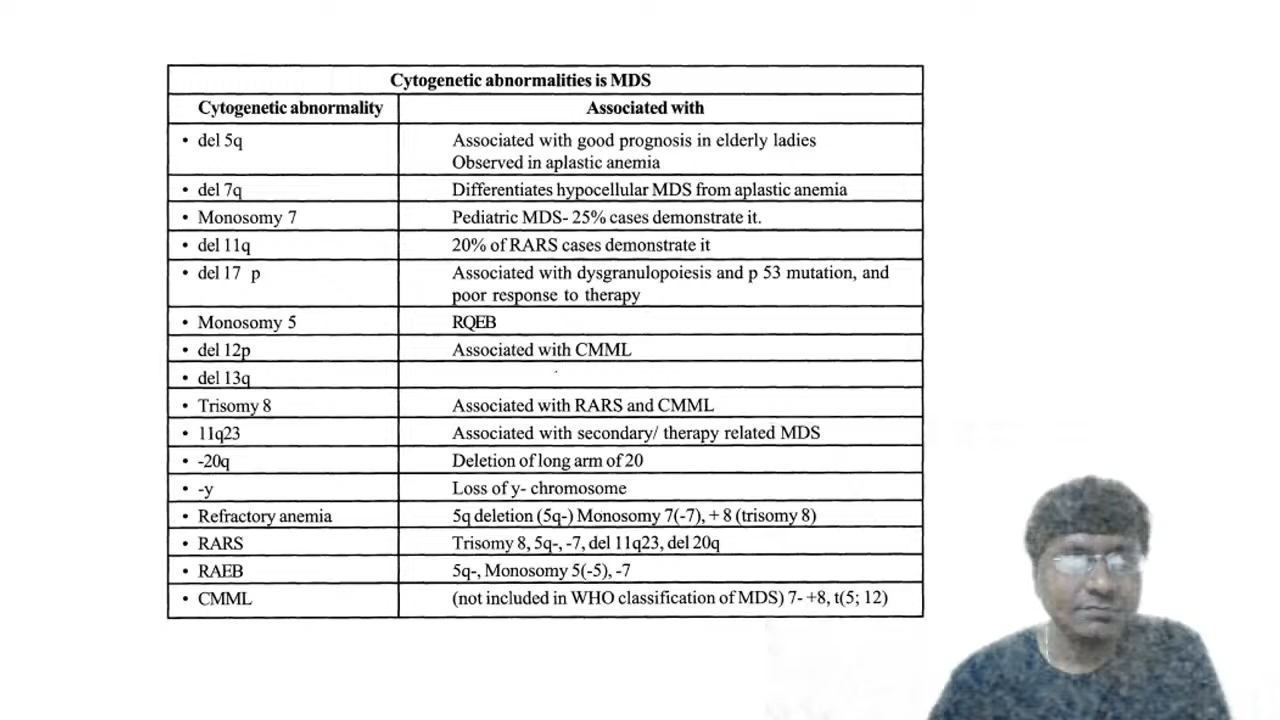 Cytogenetic abnormalities is MDS
Cytogenetic abnormality Associated with
• del 5q Associated with good prognosis in elderly ladies
Observed in aplastic anemia
• del 7q Differentiates hypocellular MDS from aplastic anemia
• Monosomy 7 Pediatric MDS- 25% cases demonstrate it.
• del 11q 20% of RARS cases demonstrate it
• del 17 p Associated with dysgranulopoiesis and p 53 mutation, and
poor response to therapy
• Monosomy 5 RQEB
• del 12p Associated with CMML
• del 13q
• Trisomy 8 Associated with RARS and CMML
• 11q23 Associated with secondary/ therapy related MDS
• -20q Deletion of long arm of 20
• -y Loss of y- chromosome
• Refractory anemia 5q deletion (5q-) Monosomy 7(-7), + 8 (trisomy 8)
• RARS Trisomy 8, 5q-, -7, del 11q23, del 20q
• RAEB 5q-, Monosomy 5(-5), -7
• CMML (not included in WHO classification of MDS) 7- +8, t(5; 12)